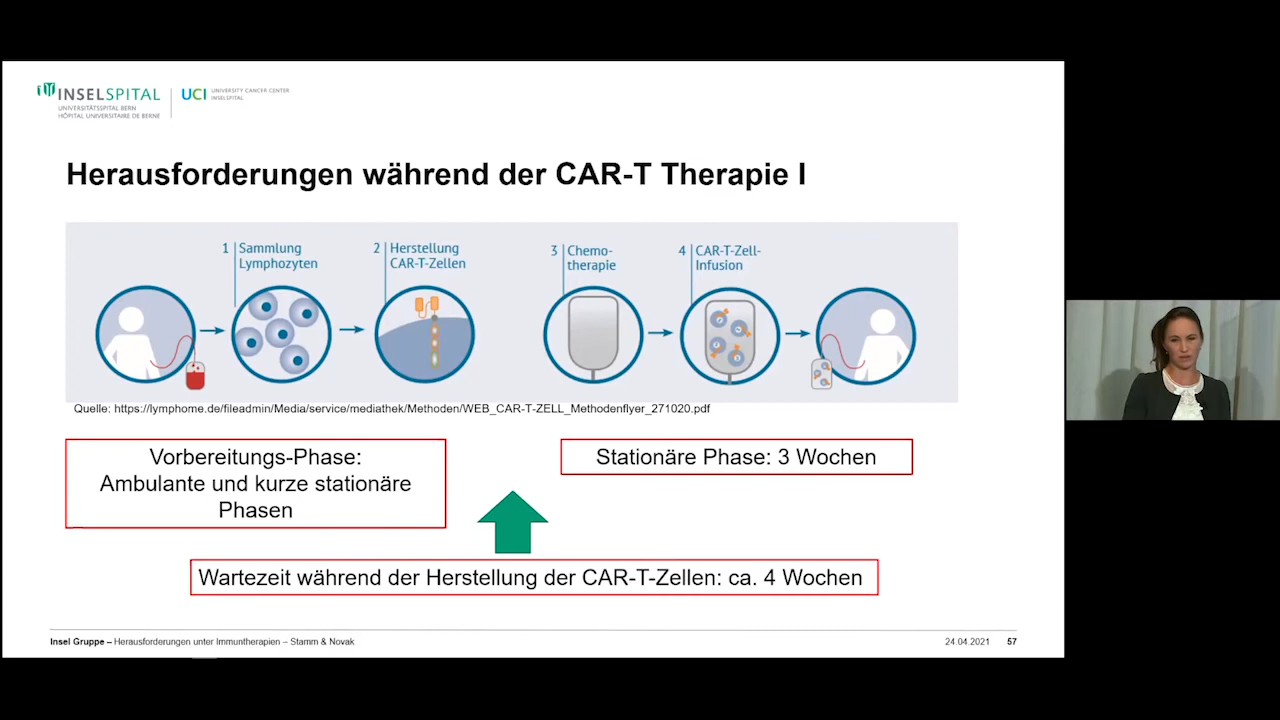 INSELSPITAL
UNIVERSITÄTSSPITAL BERN
HÔPITAL UNIVERSITAIRE DE BERNE
UCI UNIVERSITY CANCER CENTER
INSELSPITAL
Herausforderungen während der CAR-T Therapie I
1 Sammlung
Lymphozyten
2 Herstellung
CAR-T-Zellen
3 Chemo-
therapie
4 CAR-T-Zell-
Infusion
Quelle: https://lymphome.de/fileadmin/Media/service/mediathek/Methoden/WEB_CAR-T-ZELL_Methodenflyer_271020.pdf
Vorbereitungs-Phase:
Ambulante und kurze stationäre
Phasen
Stationäre Phase: 3 Wochen
Wartezeit während der Herstellung der CAR-T-Zellen: ca. 4 Wochen
Insel Gruppe – Herausforderungen unter Immuntherapien – Stamm & Novak
24.04.2021 57